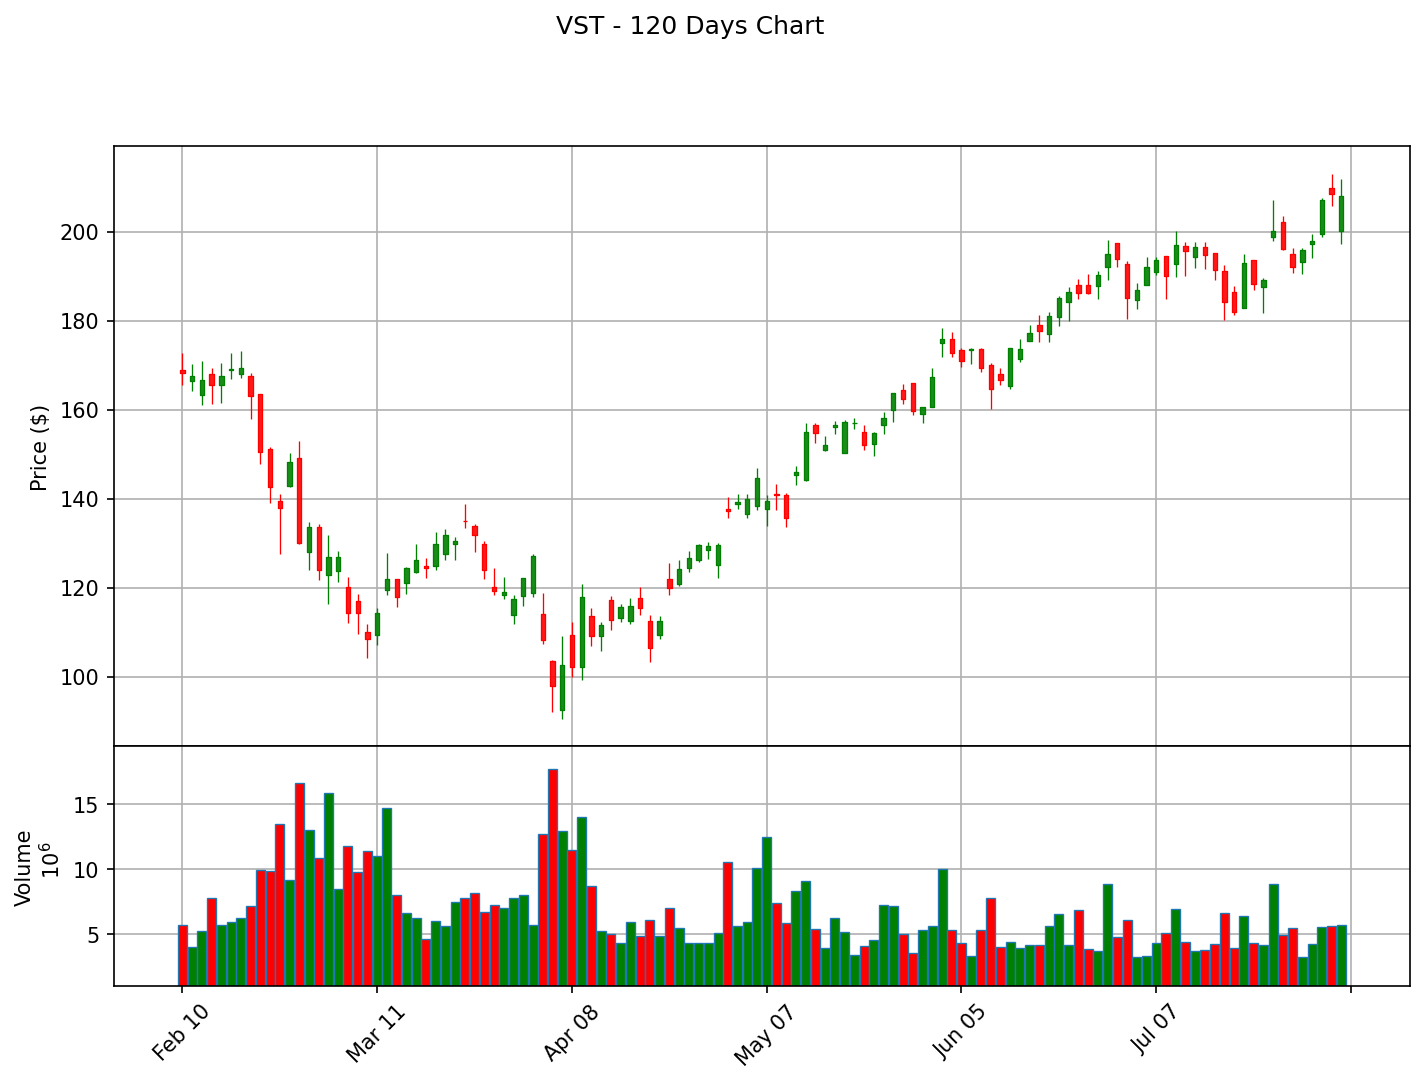 VST - 120 Days Chart
Price ($)
200
180
160
140
120
100
Volume
10^6
15
10
5
Feb 10
Mar 11
Apr 08
May 07
Jun 05
Jul 07